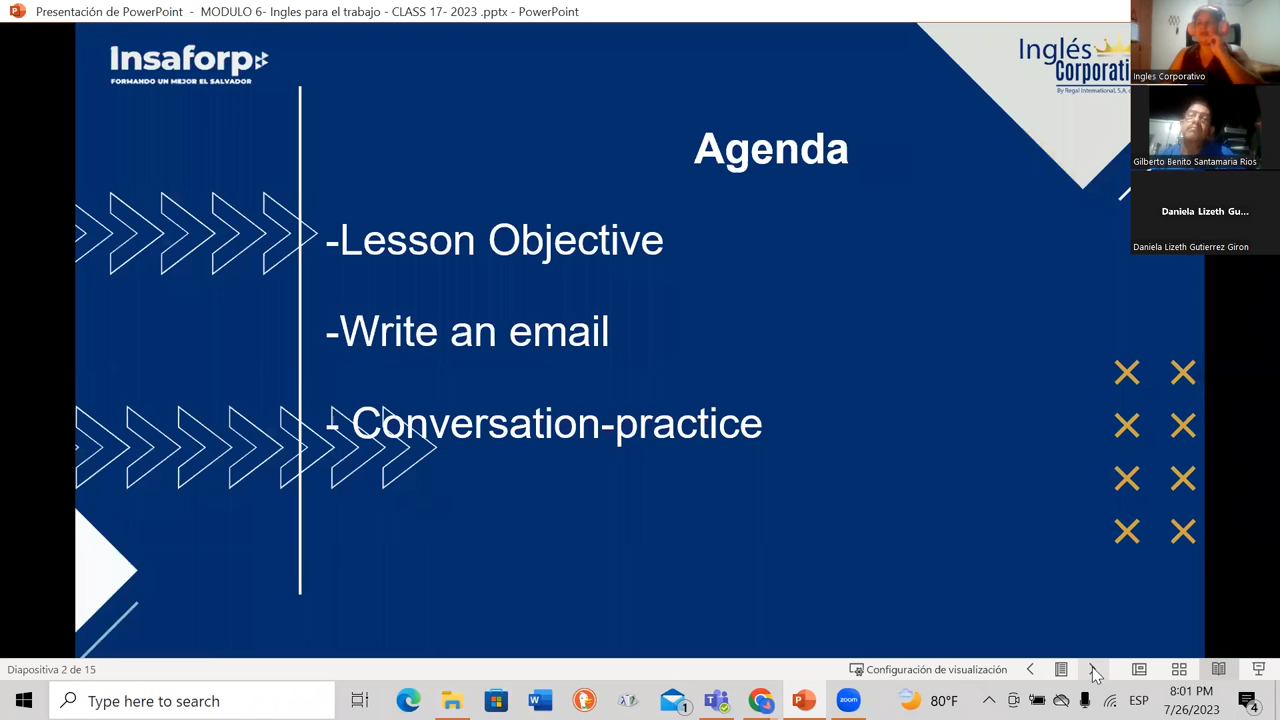 Presentación de PowerPoint - MODULO 6- Ingles para el trabajo - CLASS 17- 2023 .pptx - PowerPoint
Insaforp
FORMANDO UN MEJOR EL SALVADOR
Inglés
Corporati
By Regal International, S.A.
Agenda
-Lesson Objective
-Write an email
- Conversation-practice
Ingles Corporativo
Gilberto Benito Santamaria Rios
Daniela Lizeth Gu...
Daniela Lizeth Gutierrez Giron
Diapositiva 2 de 15
Configuración de visualización
Type here to search
1
80°F
ESP
8:01 PM
7/26/2023
4